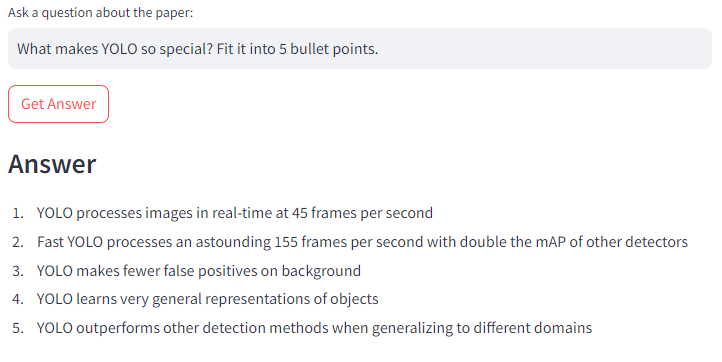 Ask a question about the paper:
What makes YOLO so special? Fit it into 5 bullet points.
Get Answer
Answer
1. YOLO processes images in real-time at 45 frames per second
2. Fast YOLO processes an astounding 155 frames per second with double the mAP of other detectors
3. YOLO makes fewer false positives on background
4. YOLO learns very general representations of objects
5. YOLO outperforms other detection methods when generalizing to different domains